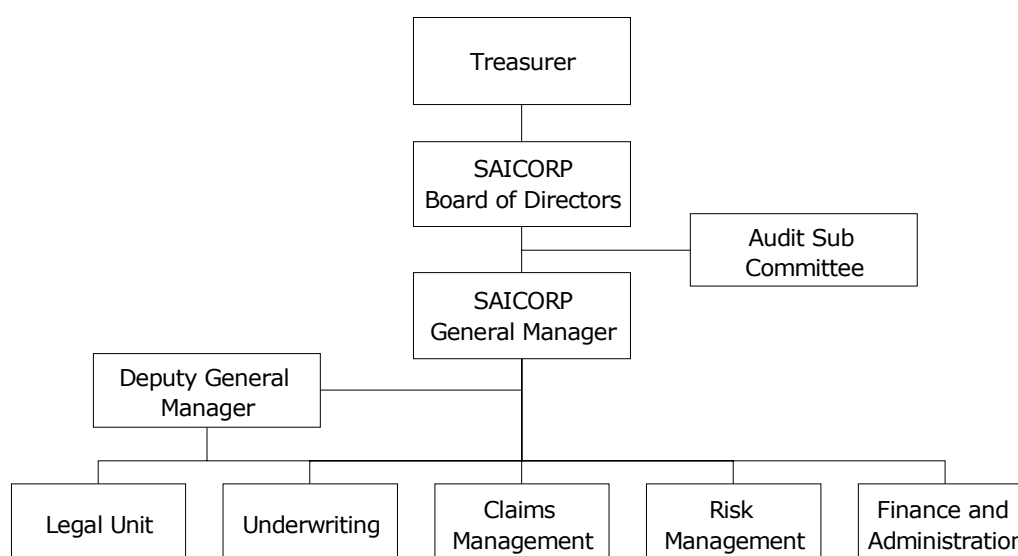 Treasurer
SAICORP
Board of Directors
Audit Sub
Committee
SAICORP
General Manager
Deputy General
Manager
Legal Unit
Underwriting
Claims
Management
Risk
Management
Finance and
Administration